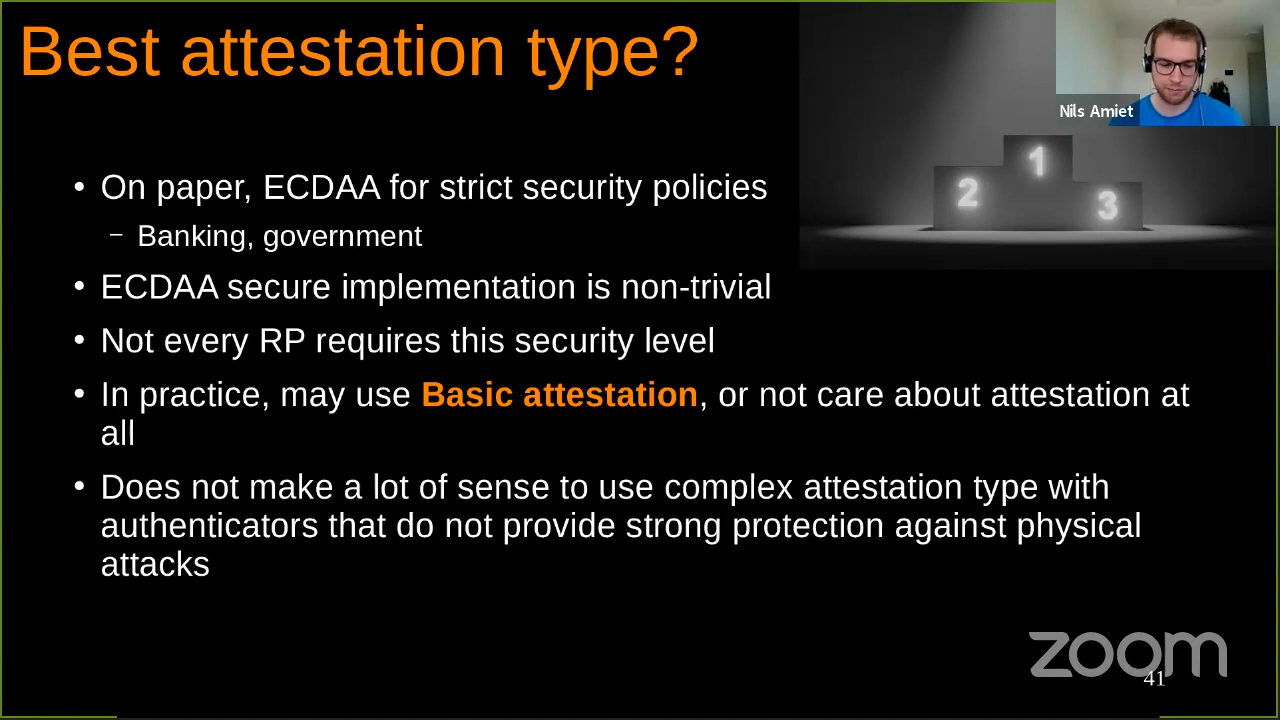 Best attestation type?
Nils Amiet
1
2
3
• On paper, ECDAA for strict security policies
– Banking, government
• ECDAA secure implementation is non-trivial
• Not every RP requires this security level
• In practice, may use Basic attestation, or not care about attestation at
all
• Does not make a lot of sense to use complex attestation type with
authenticators that do not provide strong protection against physical
attacks
zoom
41